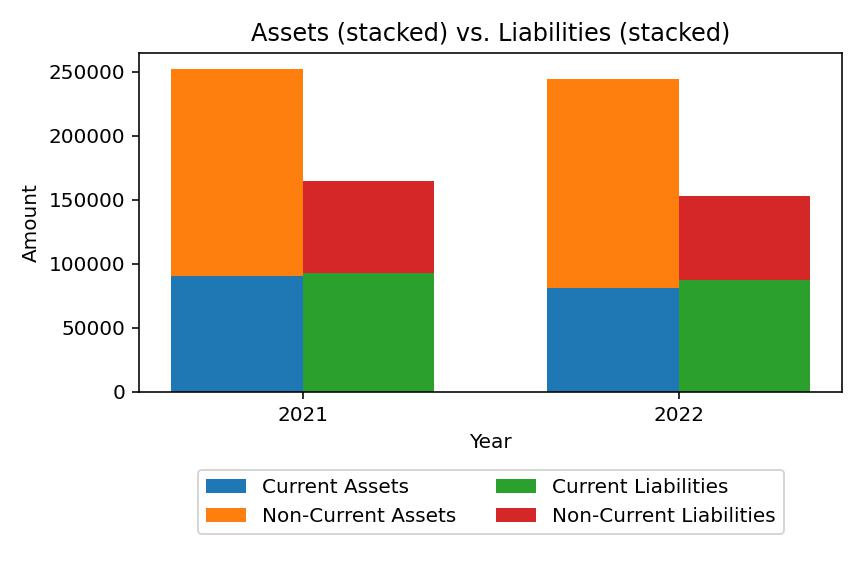 Assets (stacked) vs. Liabilities (stacked)
Amount
250000
200000
150000
100000
50000
0
2021 2022
Year
Current Assets Current Liabilities
Non-Current Assets Non-Current Liabilities